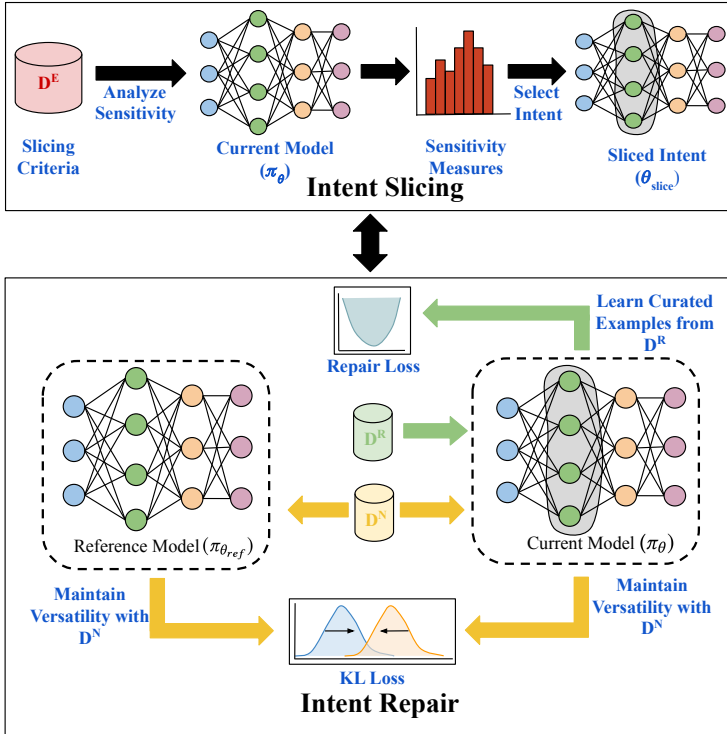 D^E
Analyze
Sensitivity
Select
Intent
Slicing
Criteria
Current Model
(π_θ)
Sensitivity
Measures
Sliced Intent
(θ_slice)
Intent Slicing
Learn Curated
Examples from
D^R
Repair Loss
D^R
D^N
Reference Model (π_θ_ref)
Current Model (π_θ)
Maintain
Versatility with
D^N
Maintain
Versatility with
D^N
KL Loss
Intent Repair